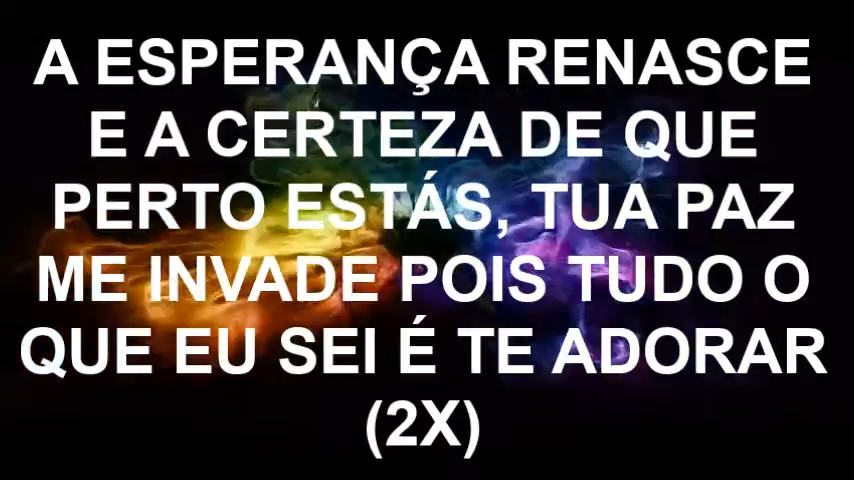 A ESPERANÇA RENASCE
E A CERTEZA DE QUE
PERTO ESTÁS, TUA PAZ
ME INVADE POIS TUDO O
QUE EU SEI É TE ADORAR
(2X)